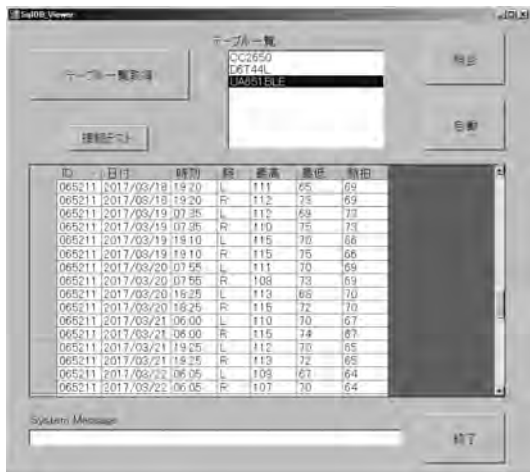 SqlDB_Viewer
テーブル一覧
テーブル一覧取得
CC2650
D6T44L
UA651BLE
照会
接続テスト
自動
ID 日付 時刻 腕 最高 最低 脈拍
065211 2017/03/18 19:20 L 111 65 69
065211 2017/03/18 19:20 R 112 73 69
065211 2017/03/19 07:35 L 112 69 73
065211 2017/03/19 07:35 R 110 75 73
065211 2017/03/19 19:10 L 115 70 66
065211 2017/03/19 19:10 R 115 75 66
065211 2017/03/20 07:55 L 111 70 69
065211 2017/03/20 07:55 R 108 73 69
065211 2017/03/20 18:25 L 113 68 70
065211 2017/03/20 18:25 R 115 72 70
065211 2017/03/21 06:00 L 110 70 67
065211 2017/03/21 06:00 R 115 74 67
065211 2017/03/21 19:25 L 112 70 65
065211 2017/03/21 19:25 R 113 72 65
065211 2017/03/22 06:05 L 109 67 64
065211 2017/03/22 06:05 R 107 70 64
System Message
終了